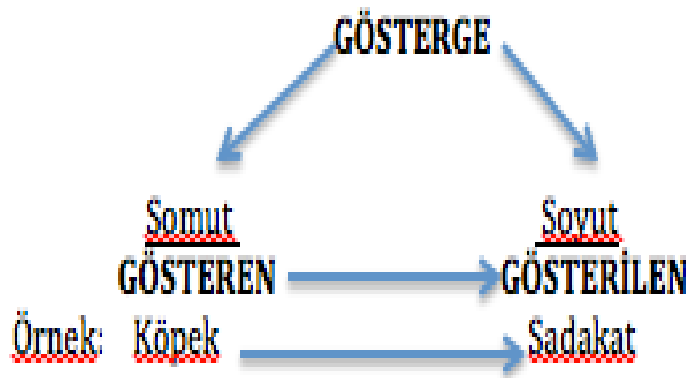 GÖSTERGE
Somut Soyut
GÖSTEREN GÖSTERİLEN
Örnek: Köpek Sadakat